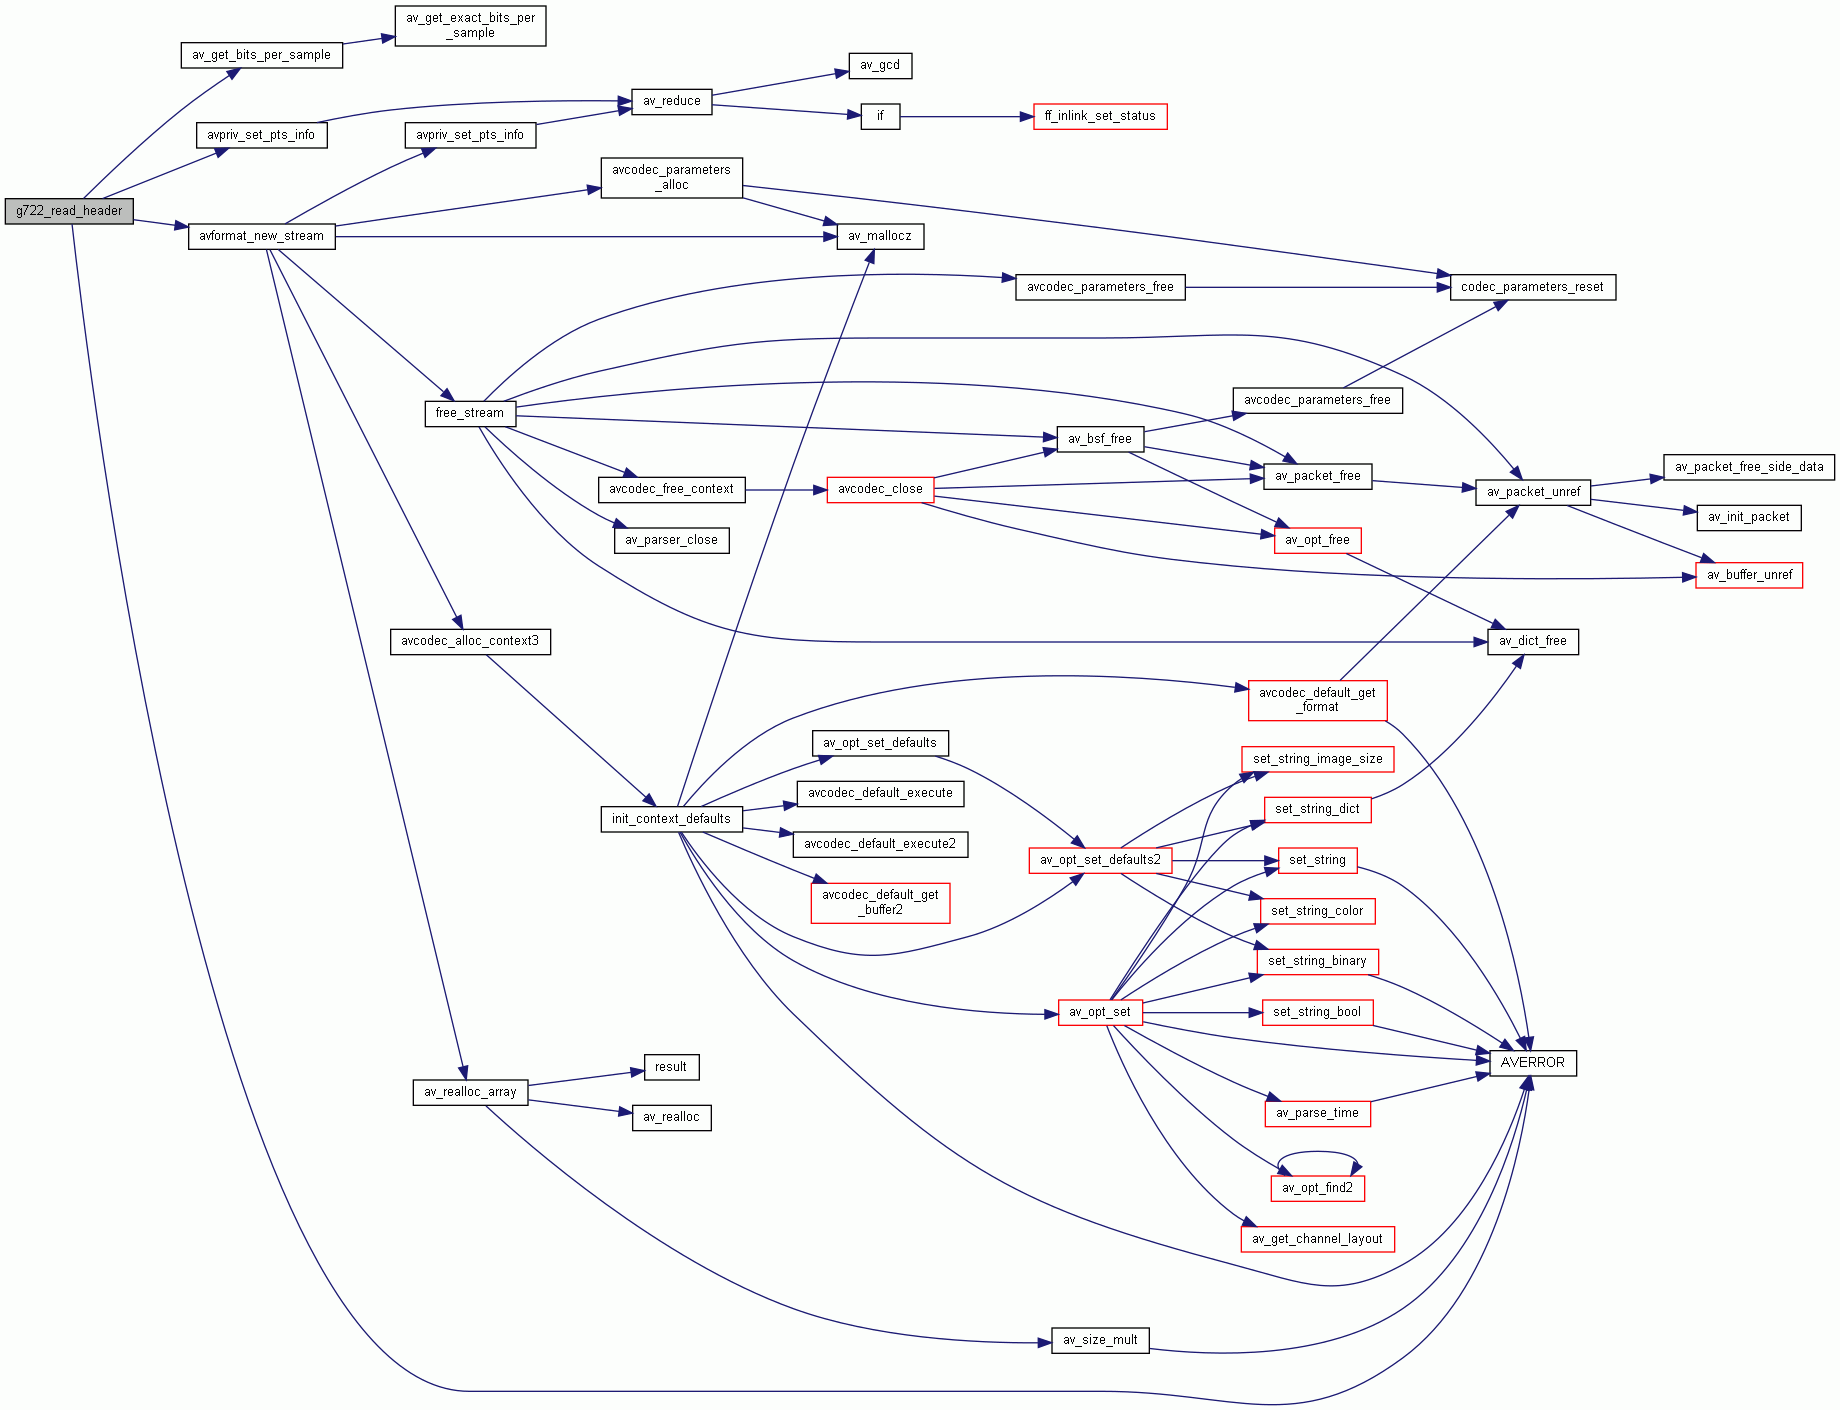 av_get_exact_bits_per
_sample
av_get_bits_per_sample
av_gcd
av_reduce
if
ff_inlink_set_status
avpriv_set_pts_info
avpriv_set_pts_info
avcodec_parameters
_alloc
g722_read_header
avformat_new_stream
av_mallocz
avcodec_parameters_free
codec_parameters_reset
avcodec_parameters_free
free_stream
av_bsf_free
av_packet_free
av_packet_free_side_data
avcodec_free_context
avcodec_close
av_packet_unref
av_init_packet
av_parser_close
av_opt_free
av_buffer_unref
avcodec_alloc_context3
av_dict_free
avcodec_default_get
_format
av_opt_set_defaults
set_string_image_size
avcodec_default_execute
set_string_dict
init_context_defaults
avcodec_default_execute2
av_opt_set_defaults2
set_string
avcodec_default_get
_buffer2
set_string_color
set_string_binary
av_opt_set
set_string_bool
AVERROR
result
av_realloc_array
av_realloc
av_parse_time
av_opt_find2
av_get_channel_layout
av_size_mult